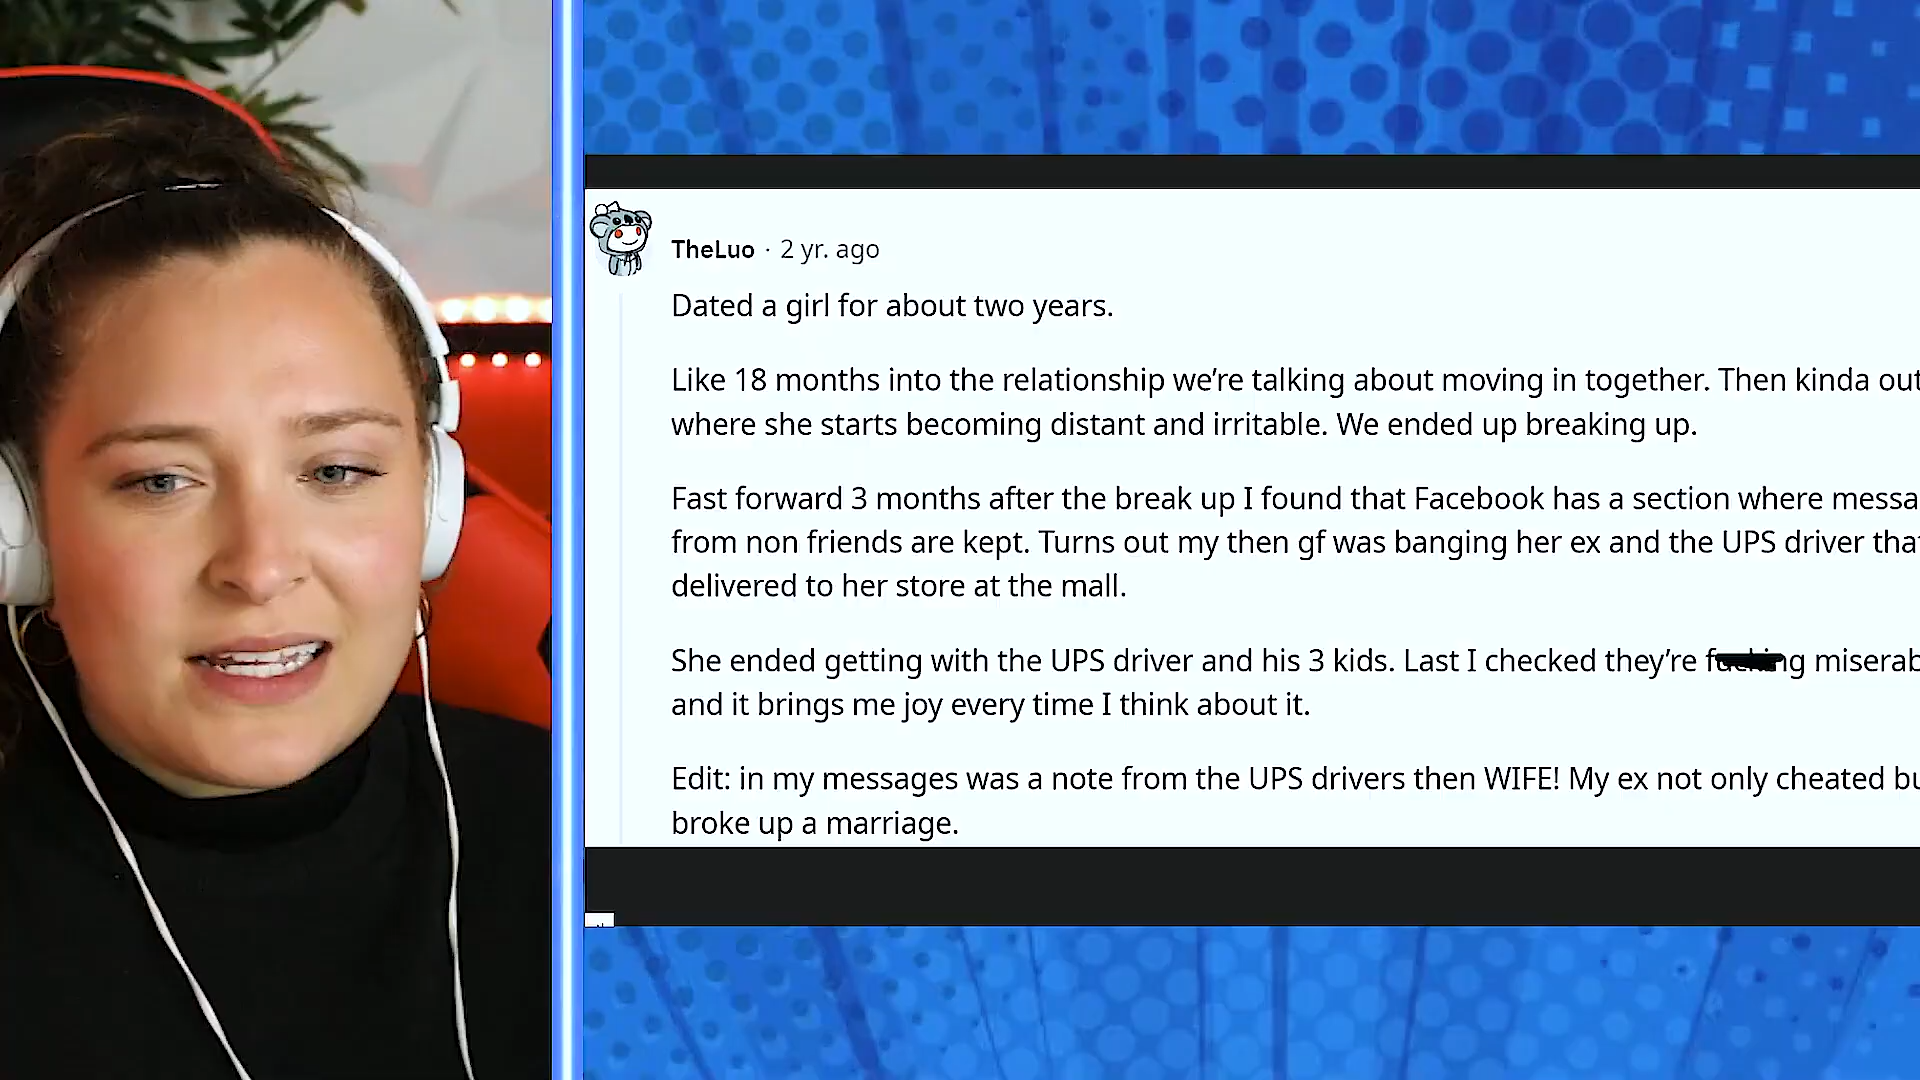 TheLuo · 2 yr. ago
Dated a girl for about two years.
Like 18 months into the relationship we're talking about moving in together. Then kinda out
where she starts becoming distant and irritable. We ended up breaking up.
Fast forward 3 months after the break up I found that Facebook has a section where messa
from non friends are kept. Turns out my then gf was banging her ex and the UPS driver tha
delivered to her store at the mall.
She ended getting with the UPS driver and his 3 kids. Last I checked they're fucking miserab
and it brings me joy every time I think about it.
Edit: in my messages was a note from the UPS drivers then WIFE! My ex not only cheated bu
broke up a marriage.